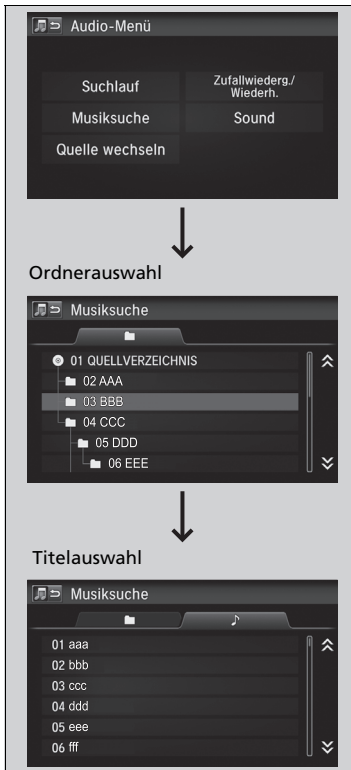 Audio-Menü
Suchlauf
Zufallwiederg./
Wiederh.
Musiksuche
Sound
Quelle wechseln
Ordnerauswahl
Musiksuche
01 QUELLVERZEICHNIS
02 AAA
03 BBB
04 CCC
05 DDD
06 EEE
Titelauswahl
Musiksuche
01 aaa
02 bbb
03 ccc
04 ddd
05 eee
06 fff